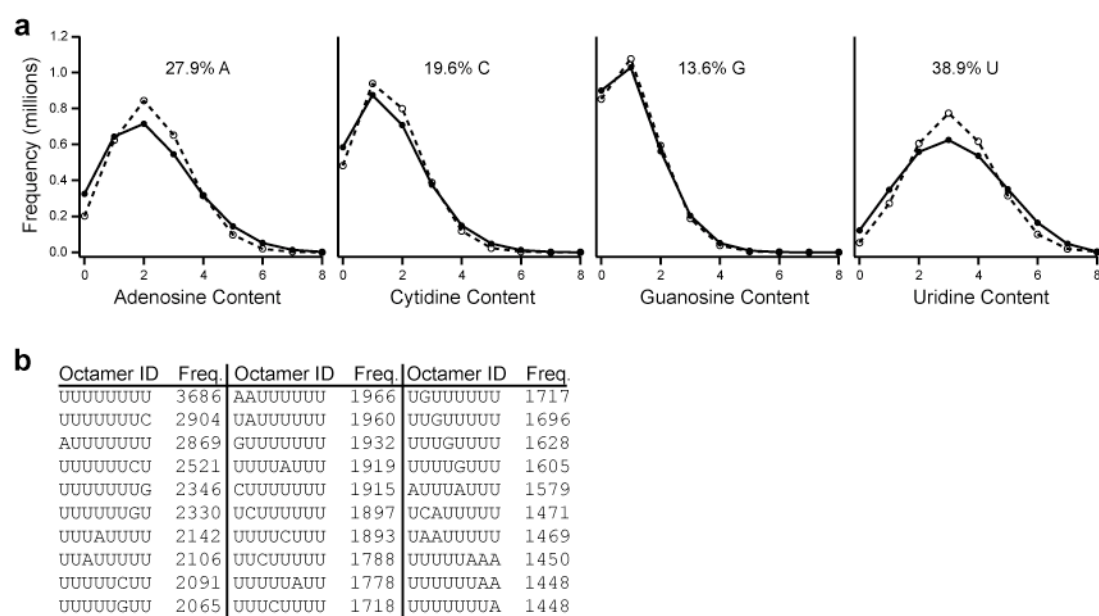 a
1.2
1.0
0.8
0.6
0.4
0.2
0.0
Frequency (millions)
27.9% A
19.6% C
13.6% G
38.9% U
0 2 4 6 8
0 2 4 6 8
0 2 4 6 8
0 2 4 6 8
Adenosine Content
Cytidine Content
Guanosine Content
Uridine Content
b
Octamer ID Freq. Octamer ID Freq. Octamer ID Freq.
UUUUUUUU 3686 AAUUUUUU 1966 UGUUUUUU 1717
UUUUUUUC 2904 UAUUUUUU 1960 UUGUUUUU 1696
AUUUUUUU 2869 GUUUUUUU 1932 UUUGUUUU 1628
UUUUUUCU 2521 UUUUAUUU 1919 UUUUGUUU 1605
UUUUUUUG 2346 CUUUUUUU 1915 AUUUAUUU 1579
UUUUUUGU 2330 UCUUUUUU 1897 UCAUUUUU 1471
UUUAUUUU 2142 UUUUCUUU 1893 UAAUUUUU 1469
UUAUUUUU 2106 UUCUUUUU 1788 UUUUUAAA 1450
UUUUUCUU 2091 UUUUUAUU 1778 UUUUUUAA 1448
UUUUUGUU 2065 UUUCUUUU 1718 UUUUUUUA 1448